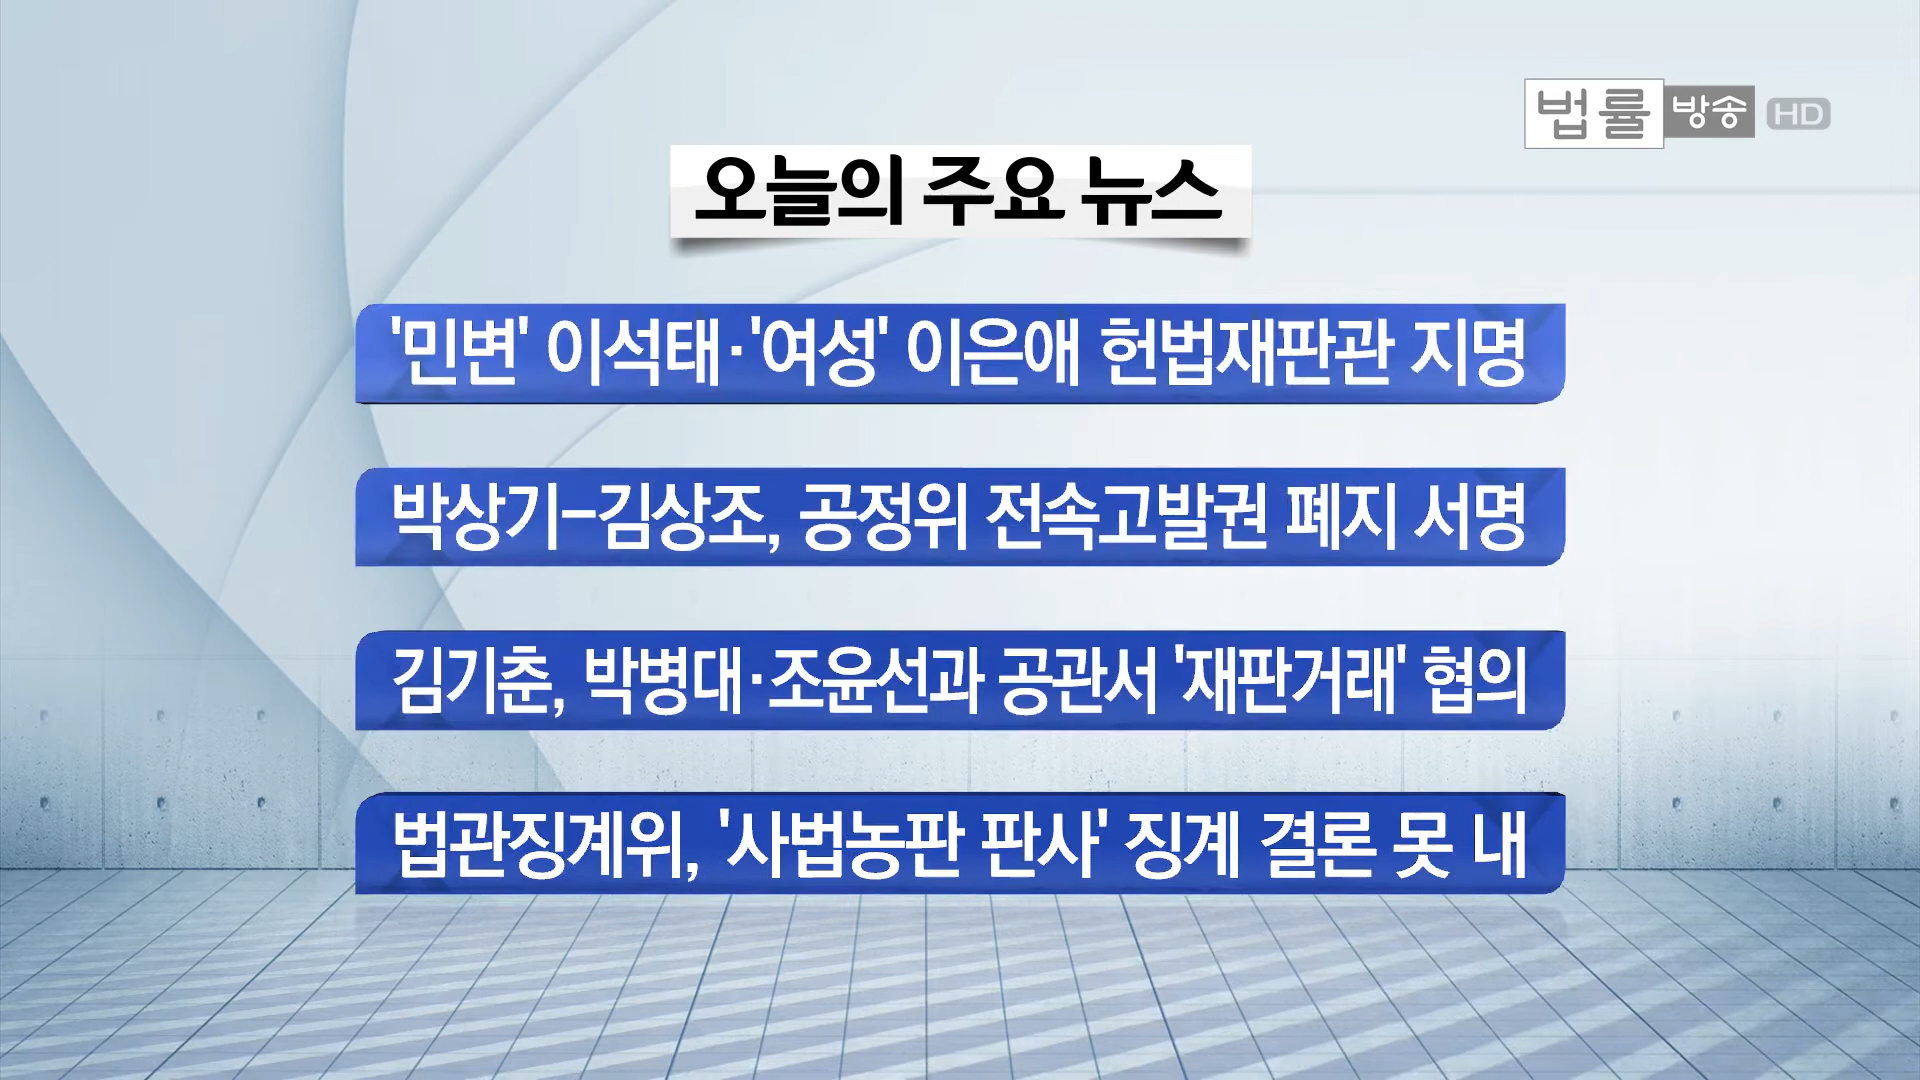 법률방송 HD
오늘의 주요 뉴스
'민변' 이석태·'여성' 이은애 헌법재판관 지명
박상기-김상조, 공정위 전속고발권 폐지 서명
김기춘, 박병대·조윤선과 공관서 '재판거래' 협의
법관징계위, '사법농판 판사' 징계 결론 못 내